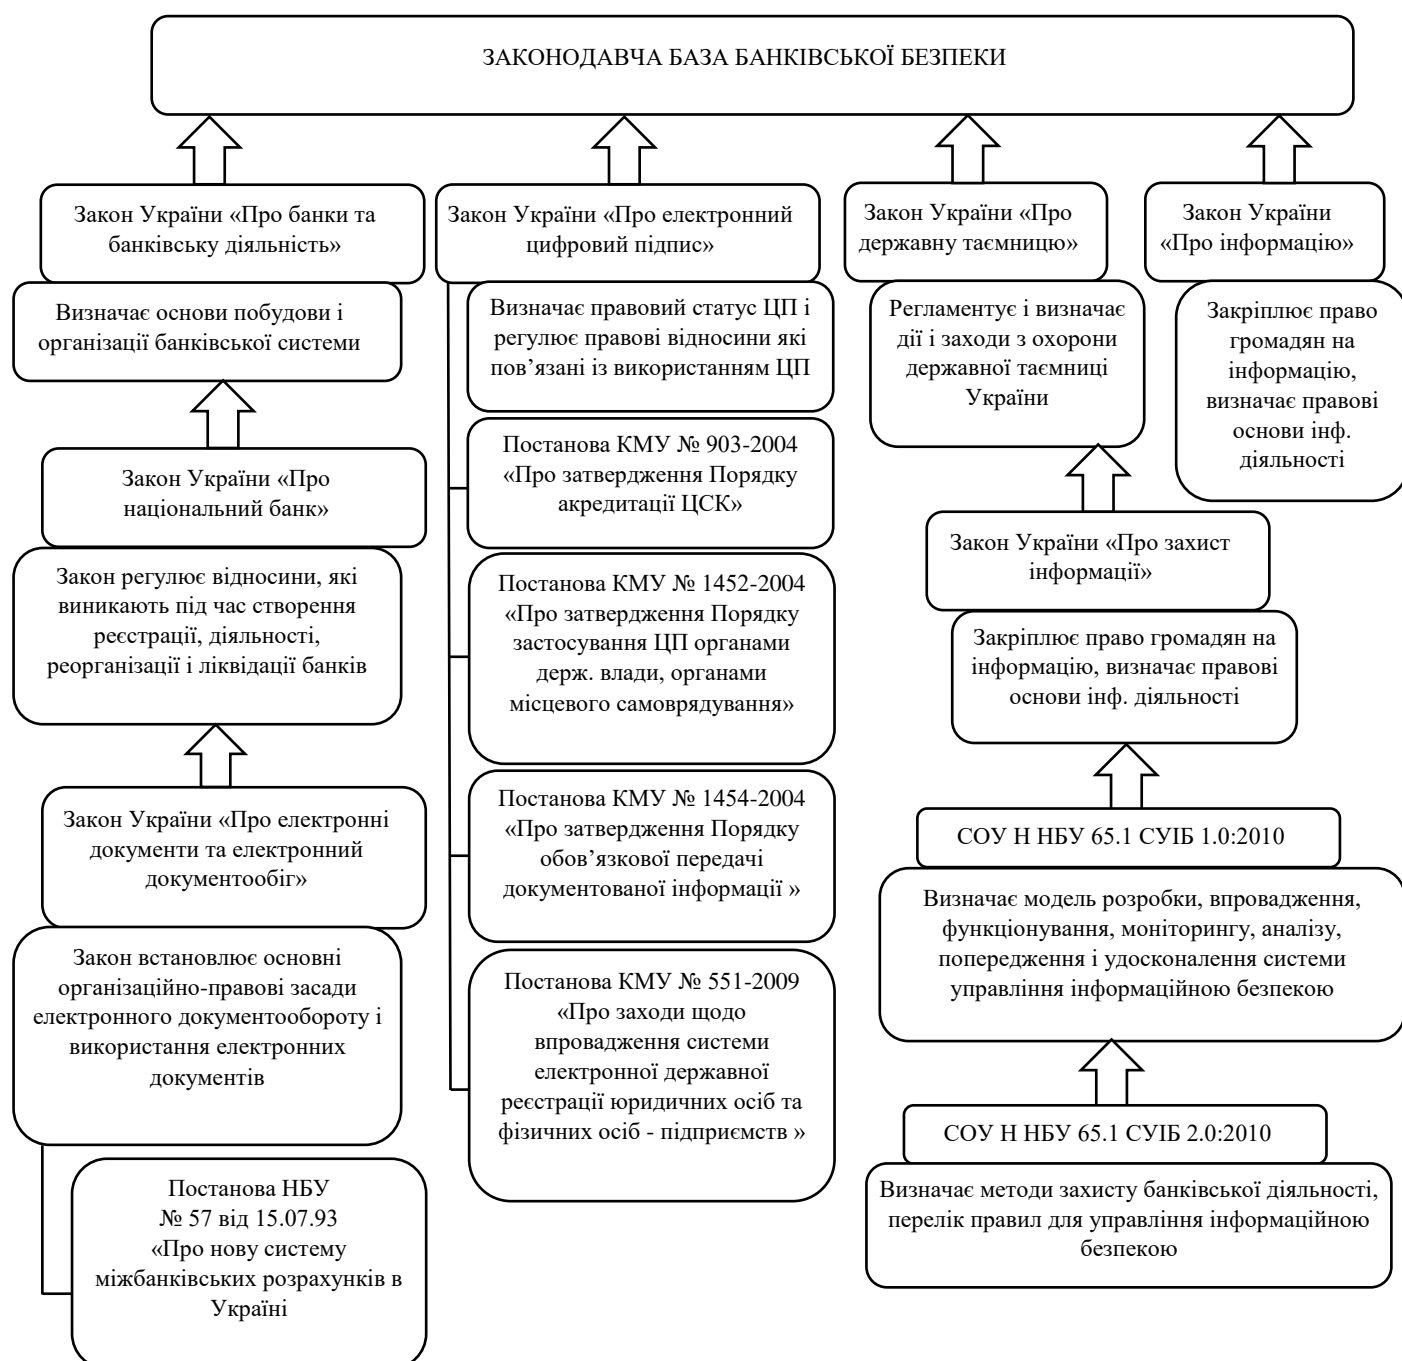 ЗАКОНОДАВЧА БАЗА БАНКІВСЬКОЇ БЕЗПЕКИ
Закон України «Про банки та
банківську діяльність»
Визначає основи побудови і
організації банківської системи
Закон України «Про
національний банк»
Закон регулює відносини, які
виникають під час створення
реєстрації, діяльності,
реорганізації і ліквідації банків
Закон України «Про електронні
документи та електронний
документообіг»
Закон встановлює основні
організаційно-правові засади
електронного документообороту і
використання електронних
документів
Постанова НБУ
№ 57 від 15.07.93
«Про нову систему
міжбанківських розрахунків в
Україні
Закон України «Про електронний
цифровий підпис»
Визначає правовий статус ЦП і
регулює правові відносини які
пов’язані із використанням ЦП
Постанова КМУ № 903-2004
«Про затвердження Порядку
акредитації ЦСК»
Постанова КМУ № 1452-2004
«Про затвердження Порядку
застосування ЦП органами
держ. влади, органами
місцевого самоврядування»
Постанова КМУ № 1454-2004
«Про затвердження Порядку
обов’язкової передачі
документованої інформації »
Постанова КМУ № 551-2009
«Про заходи щодо
впровадження системи
електронної державної
реєстрації юридичних осіб та
фізичних осіб - підприємств »
Закон України «Про
державну таємницю»
Регламентує і визначає
дії і заходи з охорони
державної таємниці
України
Закон України «Про захист
інформації»
Закріплює право громадян на
інформацію, визначає правові
основи інф. діяльності
СОУ Н НБУ 65.1 СУІБ 1.0:2010
Визначає модель розробки, впровадження,
функціонування, моніторингу, аналізу,
попередження і удосконалення системи
управління інформаційною безпекою
СОУ Н НБУ 65.1 СУІБ 2.0:2010
Визначає методи захисту банківської діяльності,
перелік правил для управління інформаційною
безпекою
Закон України
«Про інформацію»
Закріплює право
громадян на
інформацію,
визначає правові
основи інф.
діяльності